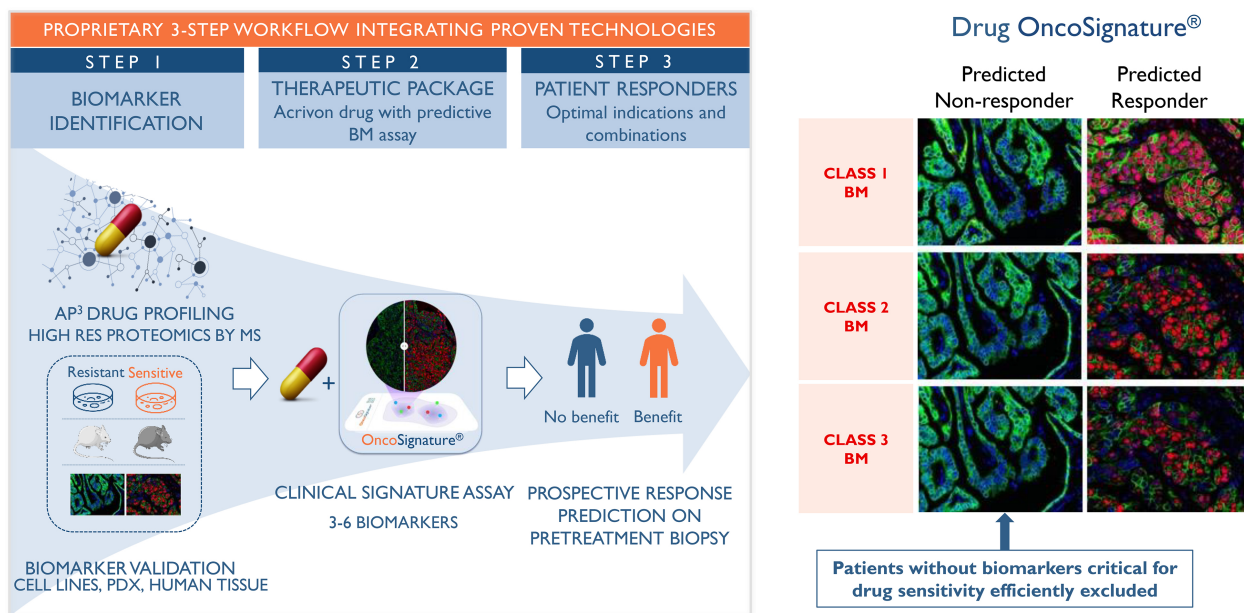 PROPRIETARY 3-STEP WORKFLOW INTEGRATING PROVEN TECHNOLOGIES
STEP 1
BIOMARKER
IDENTIFICATION
STEP 2
THERAPEUTIC PACKAGE
Acrivon drug with predictive
BM assay
STEP 3
PATIENT RESPONDERS
Optimal indications and
combinations
AP³ DRUG PROFILING
HIGH RES PROTEOMICS BY MS
Resistant Sensitive
BIOMARKER VALIDATION
CELL LINES, PDX, HUMAN TISSUE
+
OncoSignature®
CLINICAL SIGNATURE ASSAY
3-6 BIOMARKERS
No benefit Benefit
PROSPECTIVE RESPONSE
PREDICTION ON
PRETREATMENT BIOPSY
Drug OncoSignature®
Predicted
Non-responder
Predicted
Responder
CLASS 1
BM
CLASS 2
BM
CLASS 3
BM
Patients without biomarkers critical for
drug sensitivity efficiently excluded